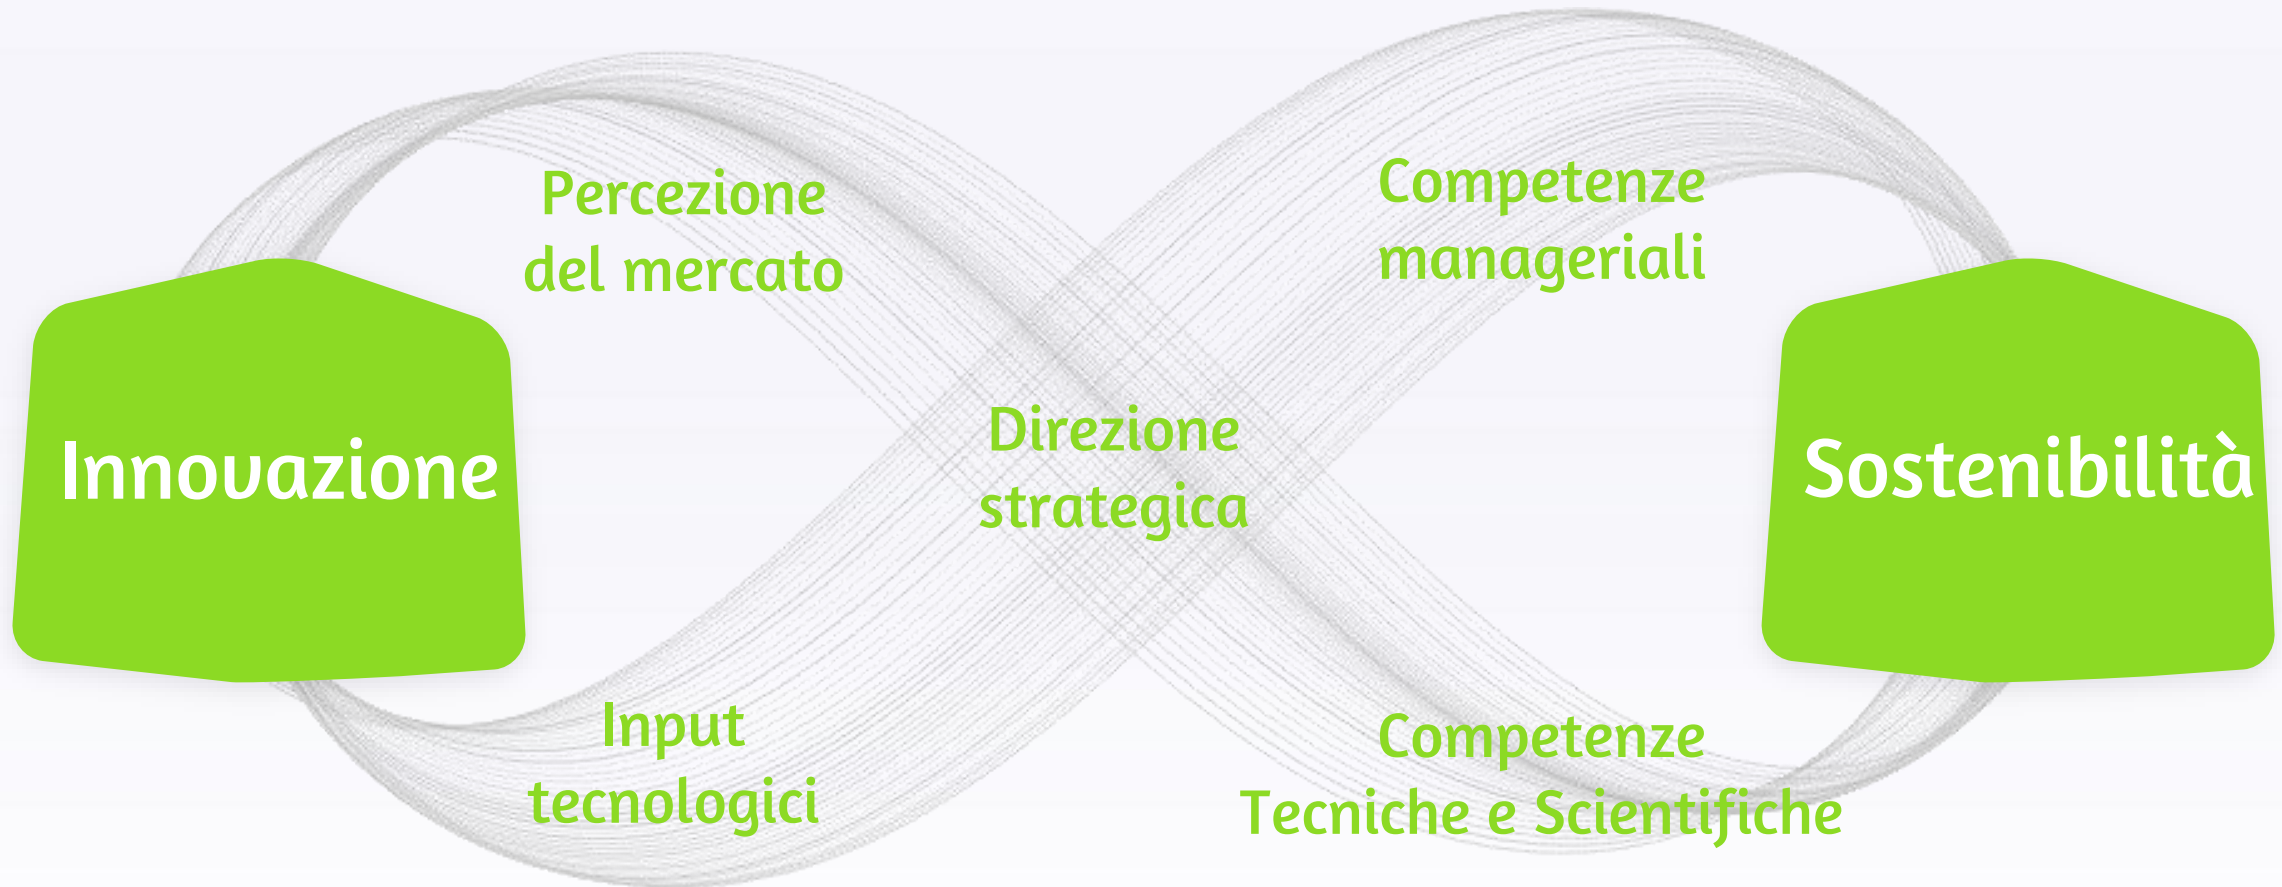 Percezione
del mercato
Competenze
manageriali
Innovazione
Direzione
strategica
Sostenibilità
Input
tecnologici
Competenze
Tecniche e Scientifiche